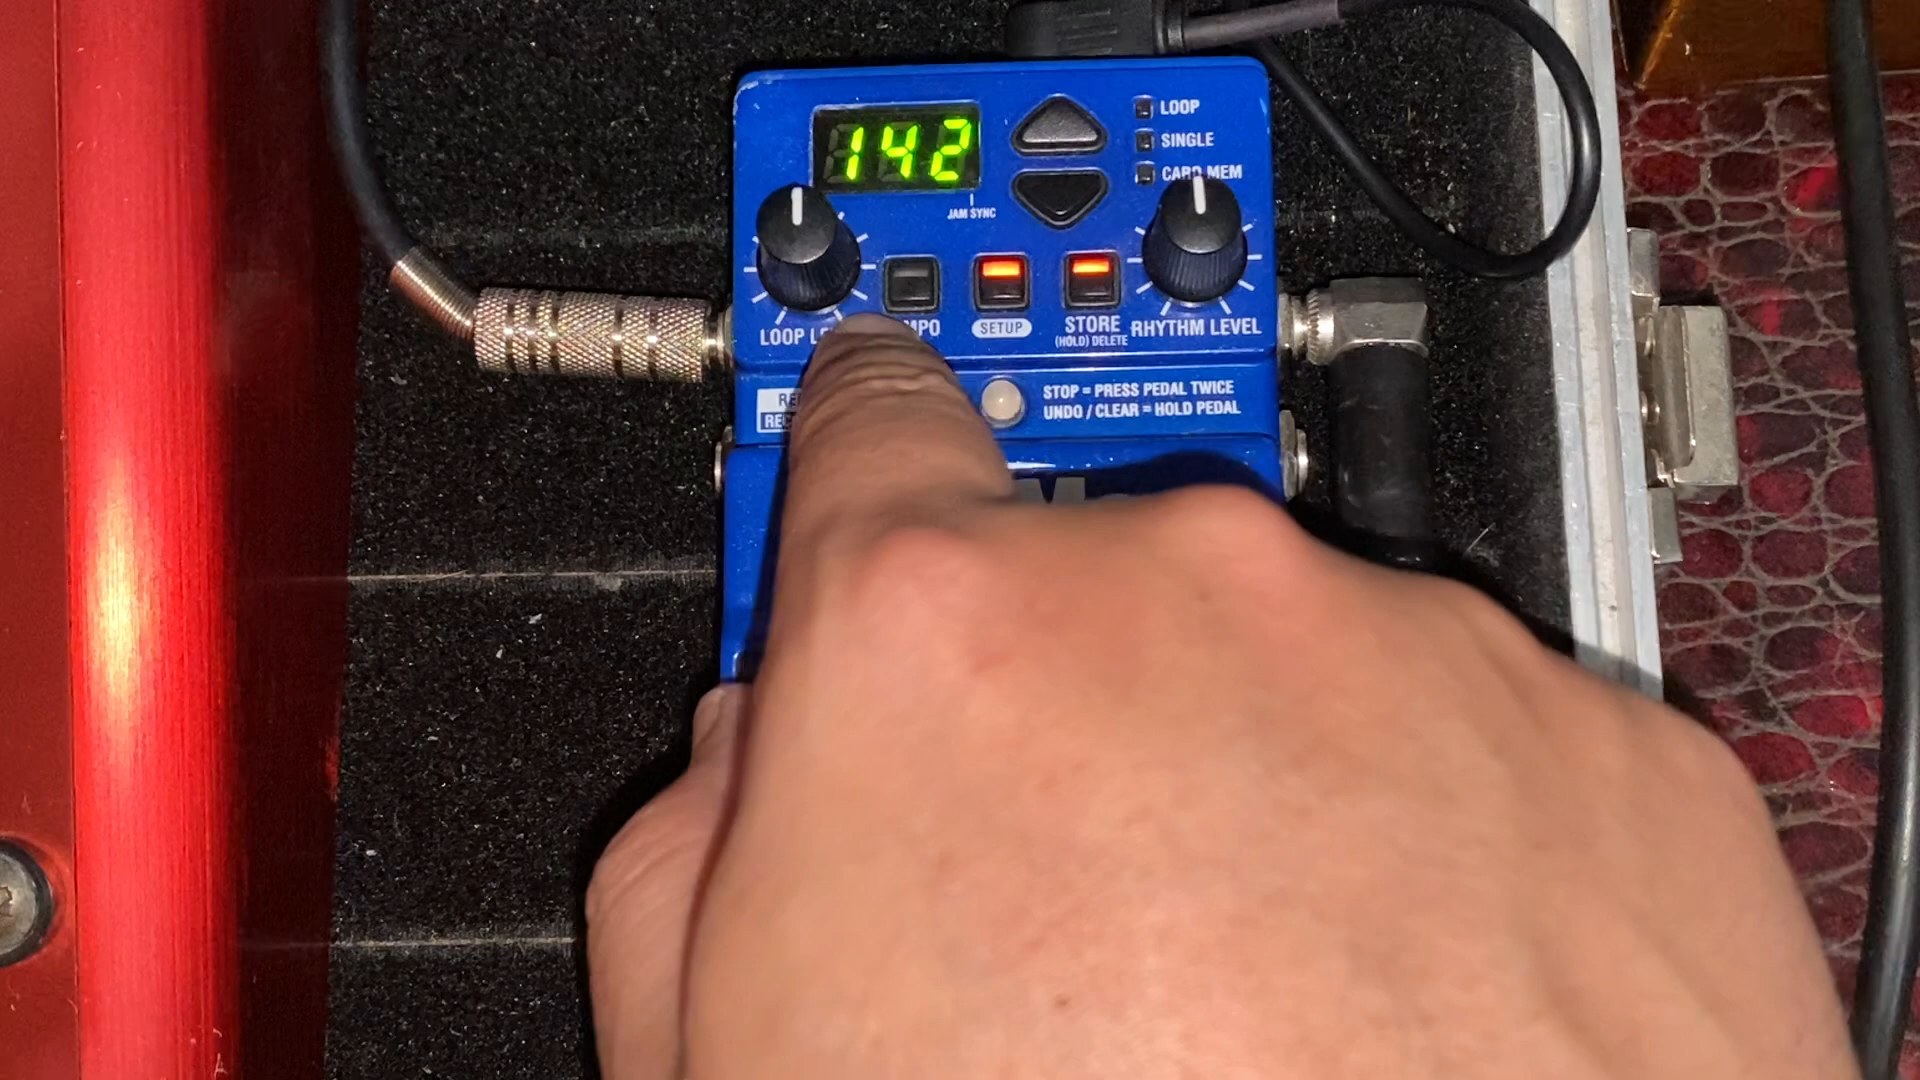 142
LOOP
SINGLE
CARD MEM
JAM SYNC
LOOP
SETUP
STORE
(HOLD) DELETE
RHYTHM LEVEL
STOP = PRESS PEDAL TWICE
UNDO / CLEAR = HOLD PEDAL